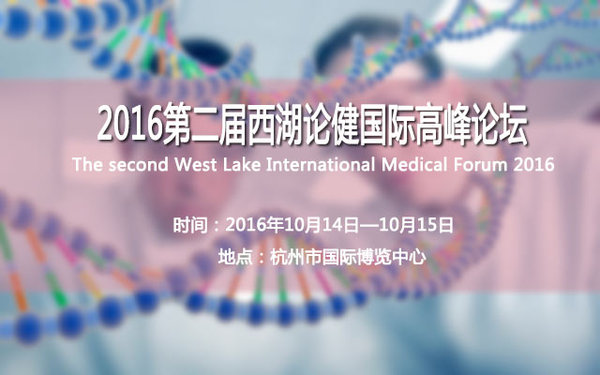 2016第二届西湖论健国际高峰论坛
The second West Lake International Medical Forum 2016
时间：2016年10月14日—10月15日
地点：杭州市国际博览中心